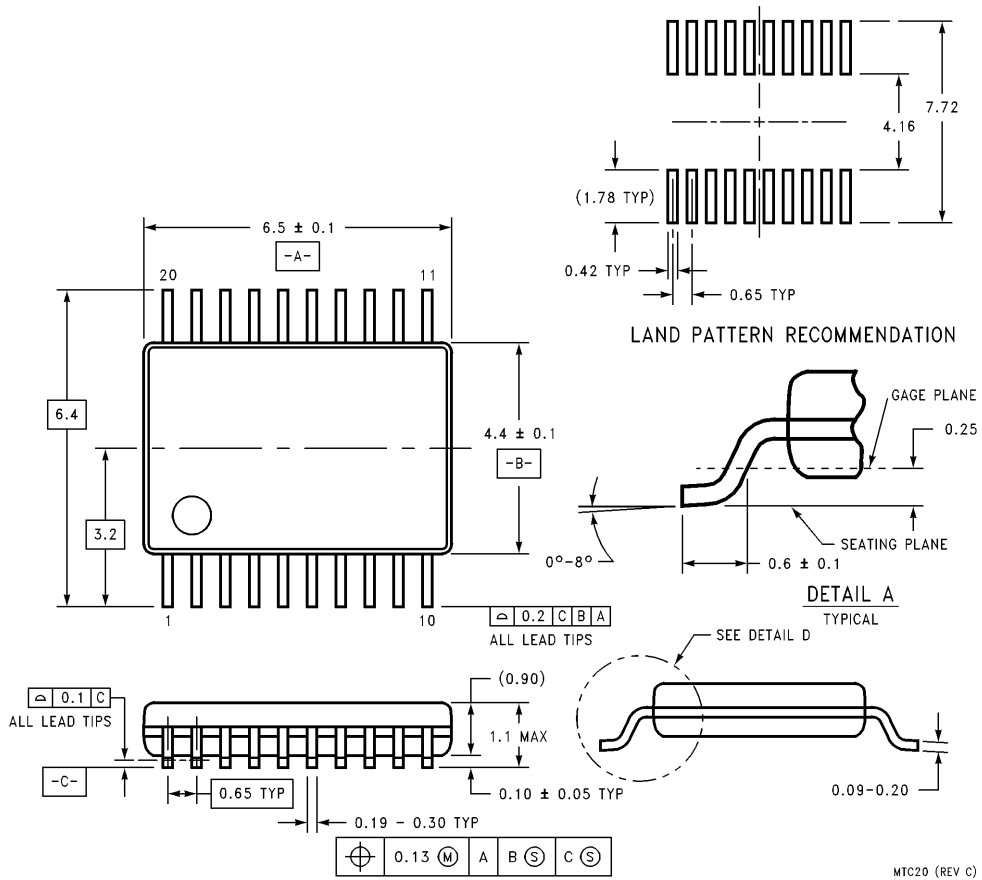 7.72
4.16
(1.78 TYP)
0.42 TYP
0.65 TYP
LAND PATTERN RECOMMENDATION
6.5 ± 0.1
-A-
20
11
6.4
3.2
4.4 ± 0.1
-B-
1
10
⌓ 0.2 C B A
ALL LEAD TIPS
GAGE PLANE
0.25
SEATING PLANE
0°-8°
0.6 ± 0.1
DETAIL A
TYPICAL
SEE DETAIL D
0.09-0.20
(0.90)
1.1 MAX
⌓ 0.1 C
ALL LEAD TIPS
-C-
0.65 TYP
0.10 ± 0.05 TYP
0.19 - 0.30 TYP
⌖ 0.13 Ⓜ A B Ⓢ C Ⓢ
MTC20 (REV C)